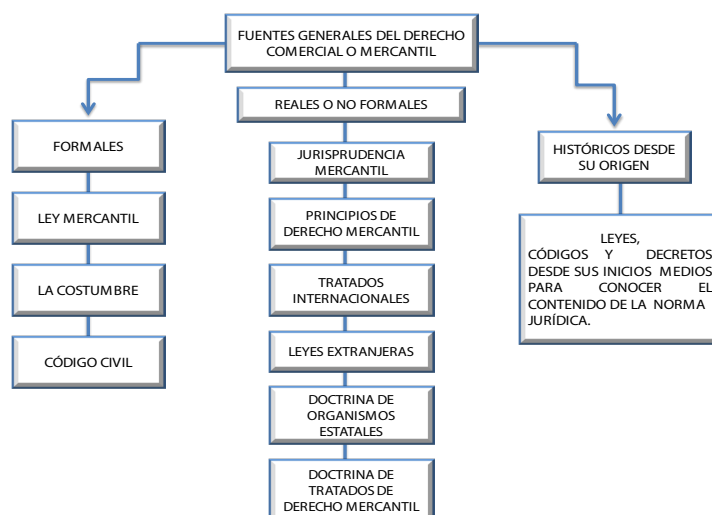 FUENTES GENERALES DEL DERECHO
COMERCIAL O MERCANTIL
FORMALES
LEY MERCANTIL
LA COSTUMBRE
CÓDIGO CIVIL
REALES O NO FORMALES
JURISPRUDENCIA
MERCANTIL
PRINCIPIOS DE
DERECHO MERCANTIL
TRATADOS
INTERNACIONALES
LEYES EXTRANJERAS
DOCTRINA DE
ORGANISMOS
ESTATALES
DOCTRINA DE
TRATADOS DE
DERECHO MERCANTIL
HISTÓRICOS DESDE
SU ORIGEN
LEYES,
CÓDIGOS Y DECRETOS
DESDE SUS INICIOS MEDIOS
PARA CONOCER EL
CONTENIDO DE LA NORMA
JURÍDICA.